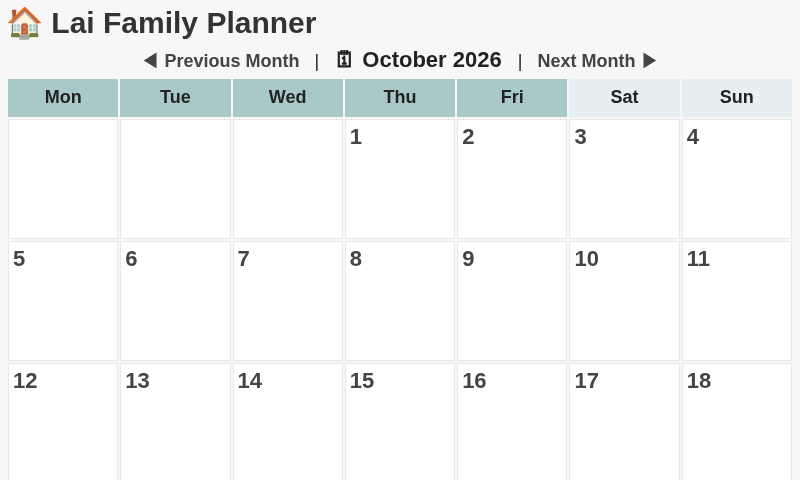 🏠 Lai Family Planner
◀ Previous Month | 🗓 October 2026 | Next Month ▶
Mon Tue Wed Thu Fri Sat Sun
1 2 3 4
5 6 7 8 9 10 11
12 13 14 15 16 17 18